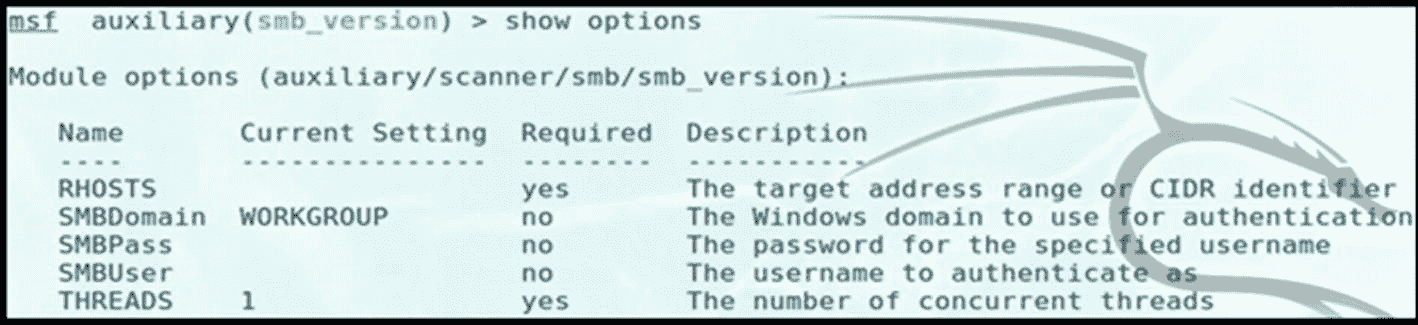 msf  auxiliary(smb_version) > show options
Module options (auxiliary/scanner/smb/smb_version):
   Name       Current Setting  Required  Description
   ----       ---------------  --------  -----------
   RHOSTS                      yes       The target address range or CIDR identifier
   SMBDomain  WORKGROUP        no        The Windows domain to use for authentication
   SMBPass                     no        The password for the specified username
   SMBUser                     no        The username to authenticate as
   THREADS    1                yes       The number of concurrent threads